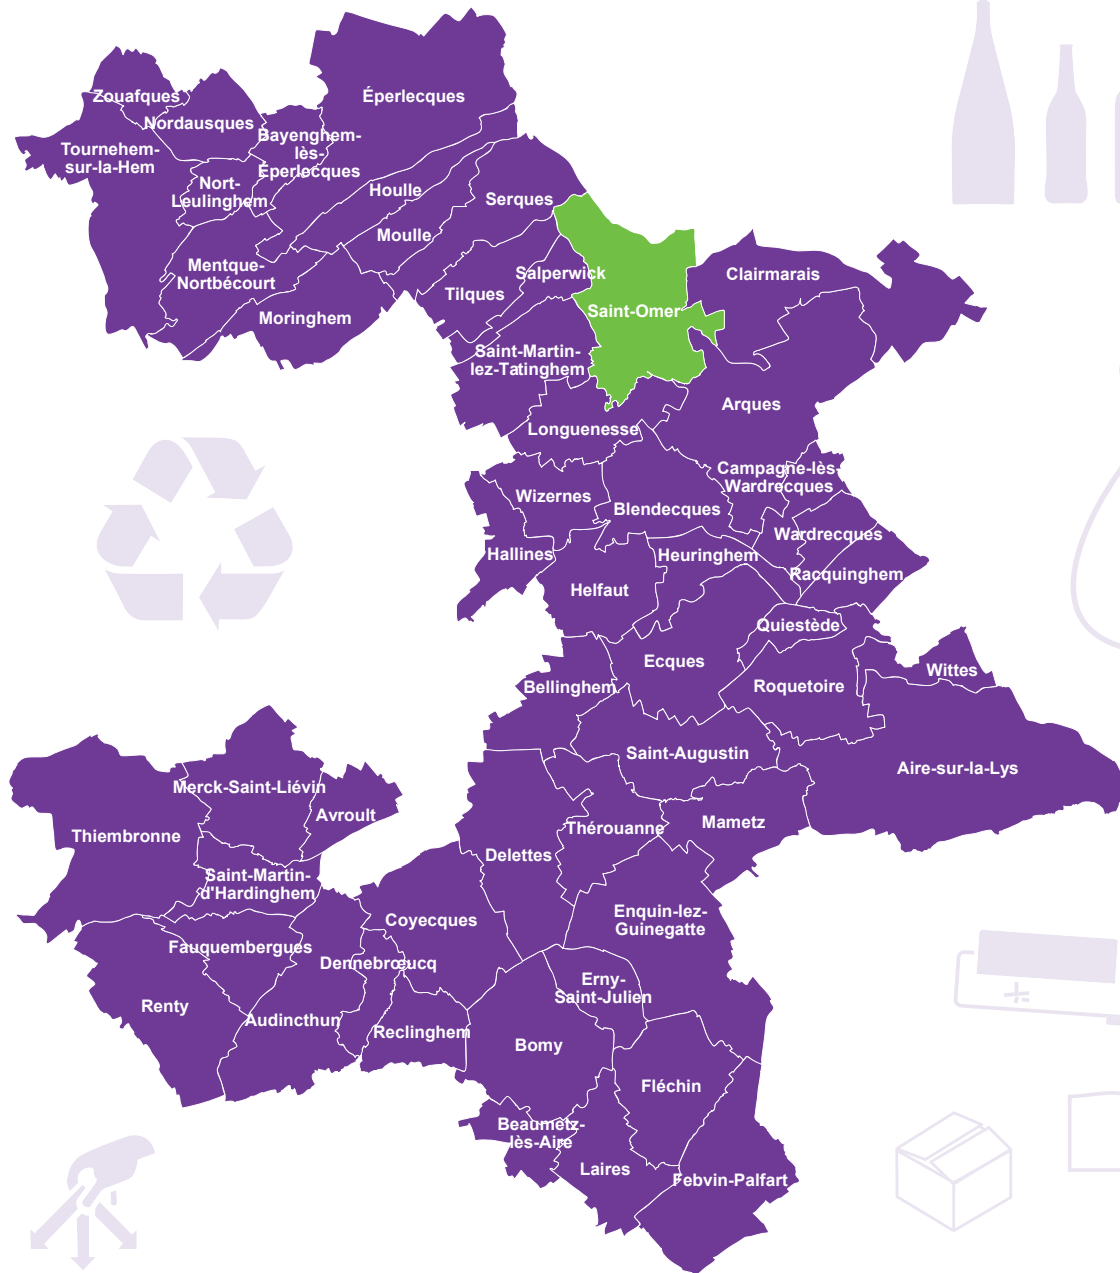 Éperlecques
Zouafques
Nordausques
Bayenghem-
lès-
Éperlecques
Tournehem-
sur-la-Hem
Nort-
Leulinghem
Houlle
Serques
Moulle
Mentque-
Nortbécourt
Salperwick
Clairmarais
Tilques
Saint-Omer
Moringhem
Saint-Martin-
lez-Tatinghem
Arques
Longuenesse
Campagne-lès-
Wardrecques
Wizernes
Blendecques
Wardrecques
Hallines
Heuringhem
Racquinghem
Helfaut
Quiestède
Ecques
Wittes
Bellinghem
Roquetoire
Saint-Augustin
Aire-sur-la-Lys
Merck-Saint-Liévin
Avroult
Thiembronne
Thérouanne
Mametz
Delettes
Saint-Martin-
d'Hardinghem
Coyecques
Enquin-lez-
Guinegatte
Fauquembergues
Dennebrœucq
Erny-
Saint-Julien
Renty
Audincthun
Reclinghem
Bomy
Fléchin
Beaumetz-
lès-Aire
Laires
Febvin-Palfart